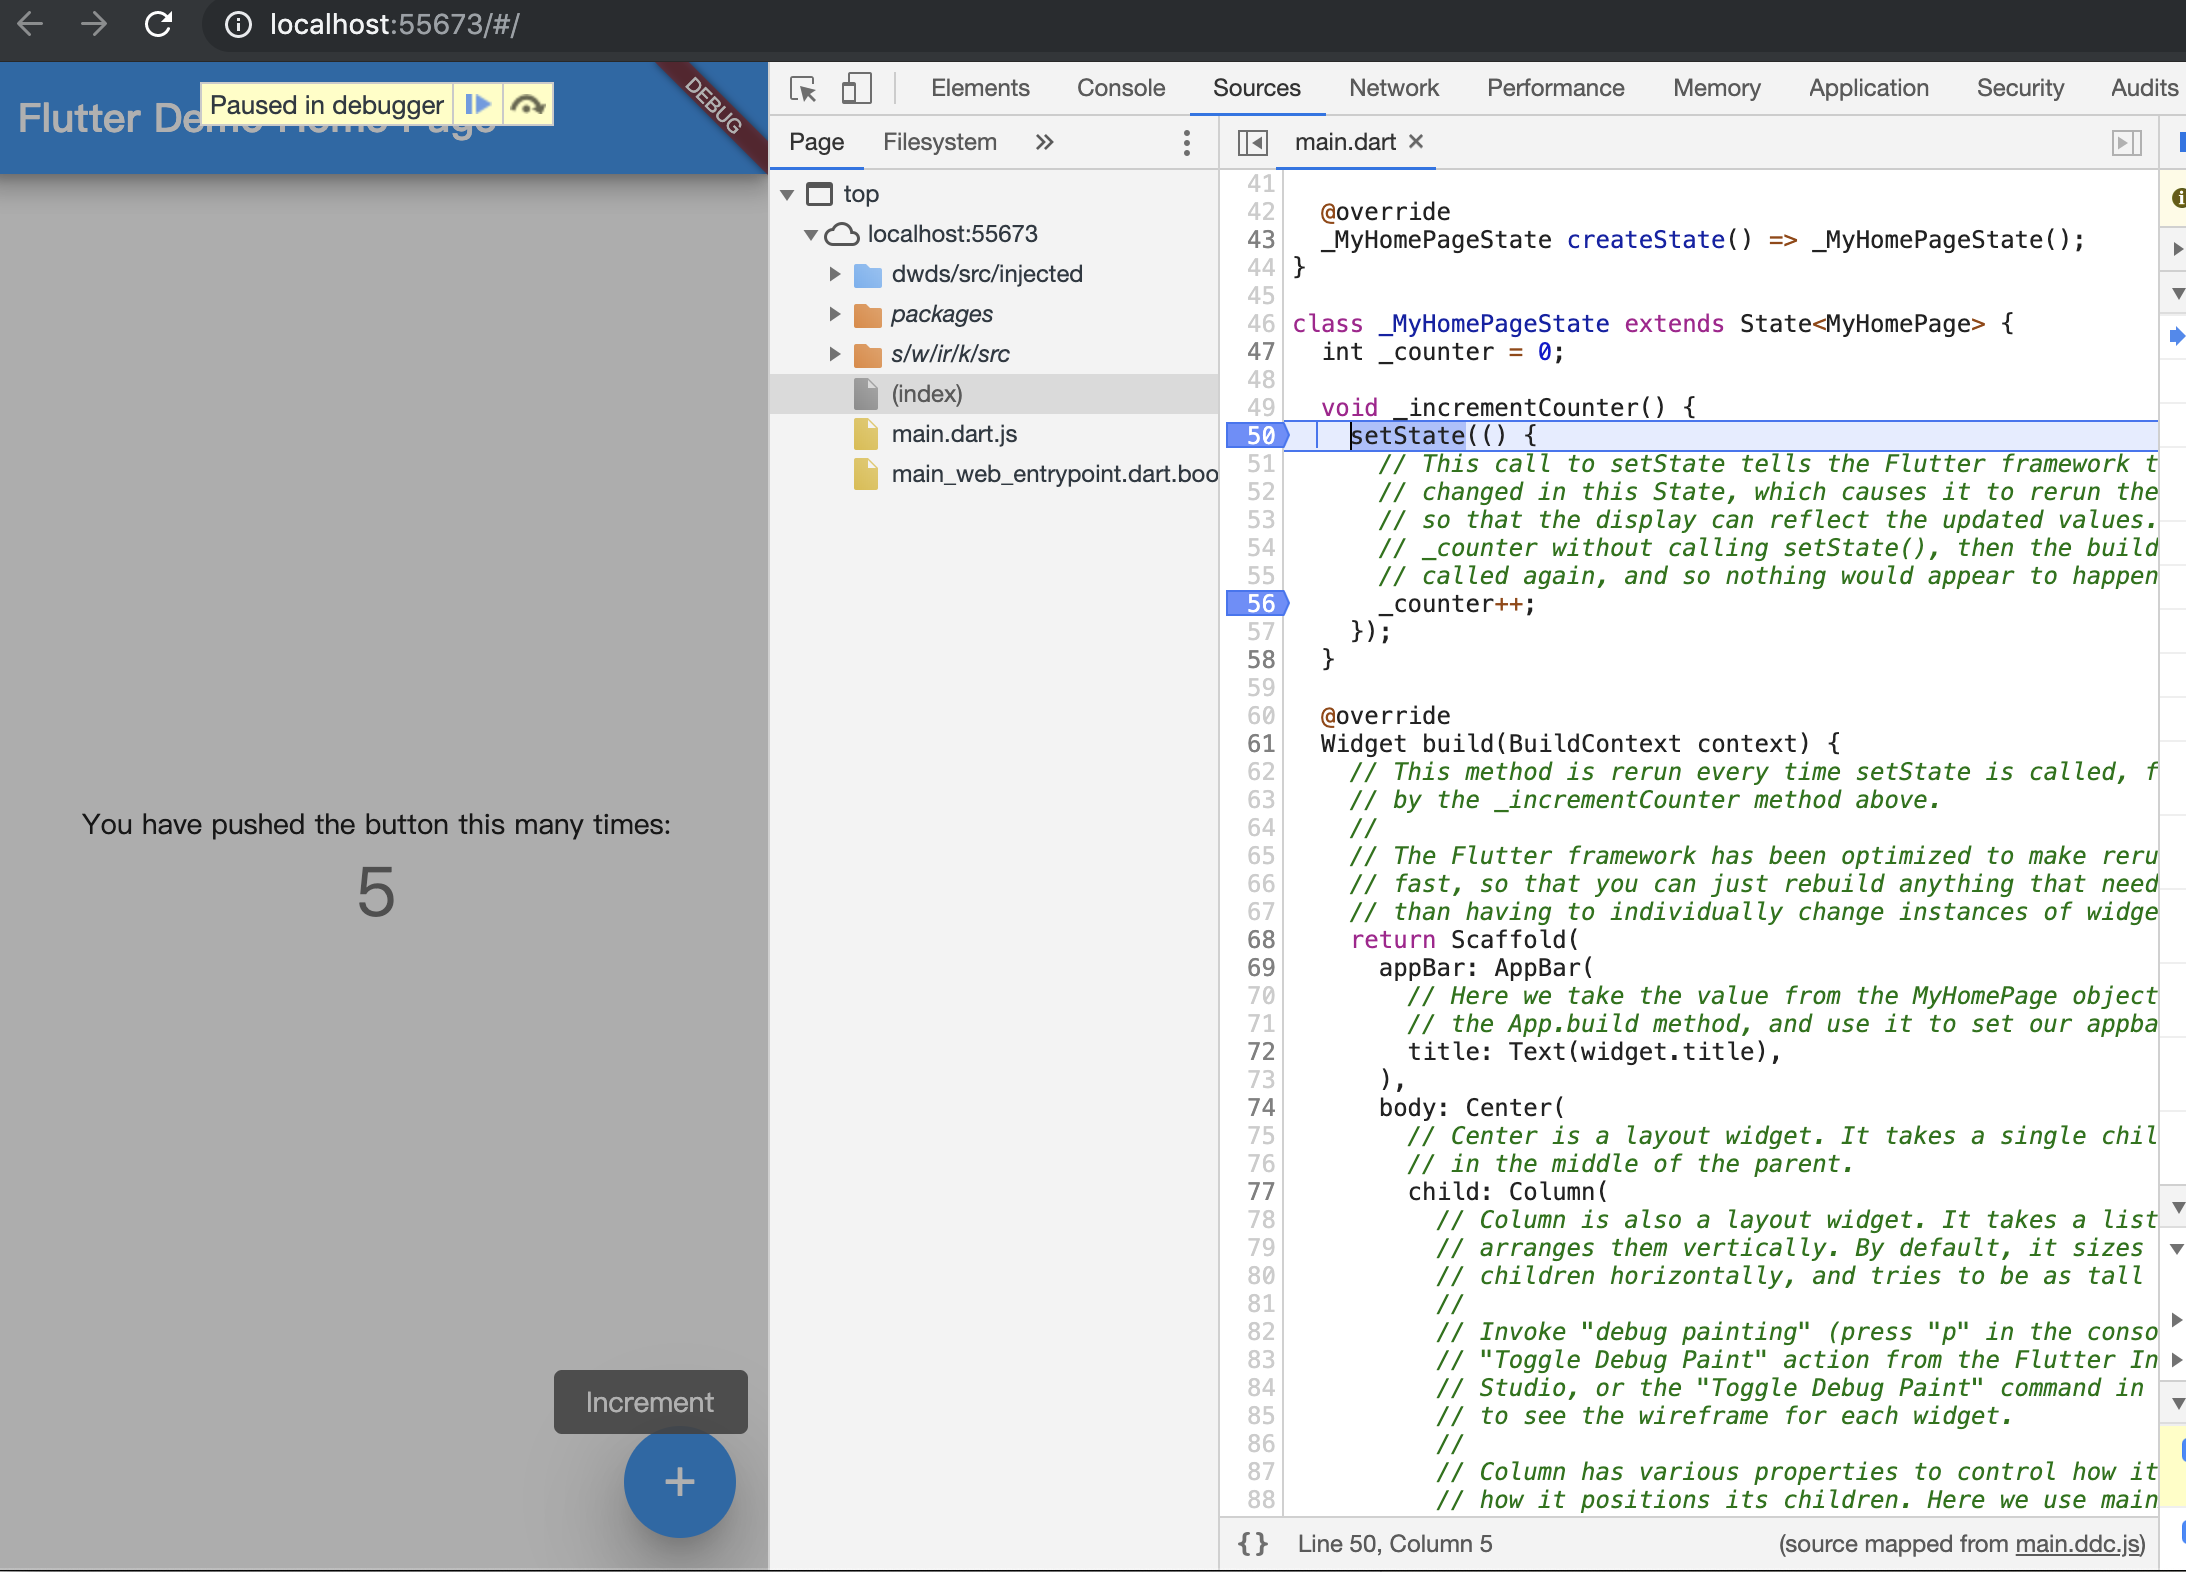 localhost:55673/#/
Flutter Demo Home Page
Paused in debugger
DEBUG
You have pushed the button this many times:
5
Increment
+
Elements Console Sources Network Performance Memory Application Security Audits
Page Filesystem »
top
localhost:55673
dwds/src/injected
packages
s/w/ir/k/src
(index)
main.dart.js
main_web_entrypoint.dart.boo
main.dart ×
41
42 @override
43 _MyHomePageState createState() => _MyHomePageState();
44 }
45
46 class _MyHomePageState extends State<MyHomePage> {
47 int _counter = 0;
48
49 void _incrementCounter() {
50 setState(() {
51 // This call to setState tells the Flutter framework t
52 // changed in this State, which causes it to rerun the
53 // so that the display can reflect the updated values.
54 // _counter without calling setState(), then the build
55 // called again, and so nothing would appear to happen
56 _counter++;
57 });
58 }
59
60 @override
61 Widget build(BuildContext context) {
62 // This method is rerun every time setState is called, f
63 // by the _incrementCounter method above.
64 //
65 // The Flutter framework has been optimized to make reru
66 // fast, so that you can just rebuild anything that need
67 // than having to individually change instances of widge
68 return Scaffold(
69 appBar: AppBar(
70 // Here we take the value from the MyHomePage object
71 // the App.build method, and use it to set our appba
72 title: Text(widget.title),
73 ),
74 body: Center(
75 // Center is a layout widget. It takes a single chil
76 // in the middle of the parent.
77 child: Column(
78 // Column is also a layout widget. It takes a list
79 // arranges them vertically. By default, it sizes
80 // children horizontally, and tries to be as tall
81 //
82 // Invoke "debug painting" (press "p" in the conso
83 // "Toggle Debug Paint" action from the Flutter In
84 // Studio, or the "Toggle Debug Paint" command in
85 // to see the wireframe for each widget.
86 //
87 // Column has various properties to control how it
88 // how it positions its children. Here we use main
{} Line 50, Column 5 (source mapped from main.ddc.js)